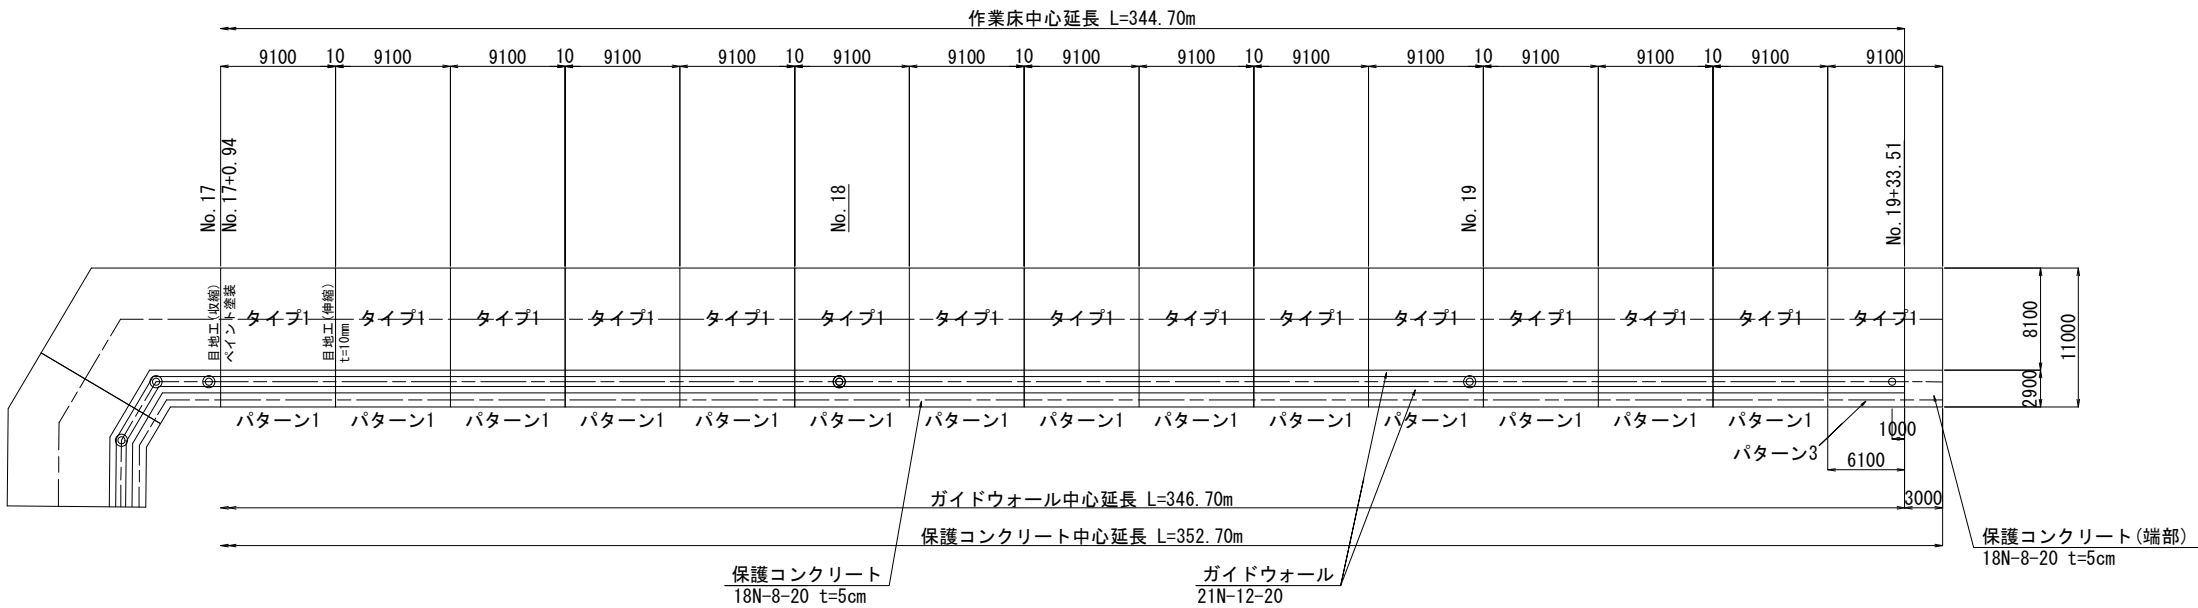 作業床中心延長 L=344.70m
9100 10 9100 9100 10 9100 9100 10 9100 9100 10 9100 9100 10 9100 9100 10 9100 9100 10 9100 9100
No.17
No.17+0.94
No.18
No.19
No.19+33.51
目地工(収縮)
ペイント塗装
目地工(伸縮)
t=10mm
タイプ1 タイプ1 タイプ1 タイプ1 タイプ1 タイプ1 タイプ1 タイプ1 タイプ1 タイプ1 タイプ1 タイプ1 タイプ1 タイプ1 タイプ1
8100
11000
2900
パターン1 パターン1 パターン1 パターン1 パターン1 パターン1 パターン1 パターン1 パターン1 パターン1 パターン1 パターン1 パターン1 パターン1
1000
パターン3
6100
ガイドウォール中心延長 L=346.70m
3000
保護コンクリート中心延長 L=352.70m
保護コンクリート(端部)
18N-8-20 t=5cm
保護コンクリート
18N-8-20 t=5cm
ガイドウォール
21N-12-20